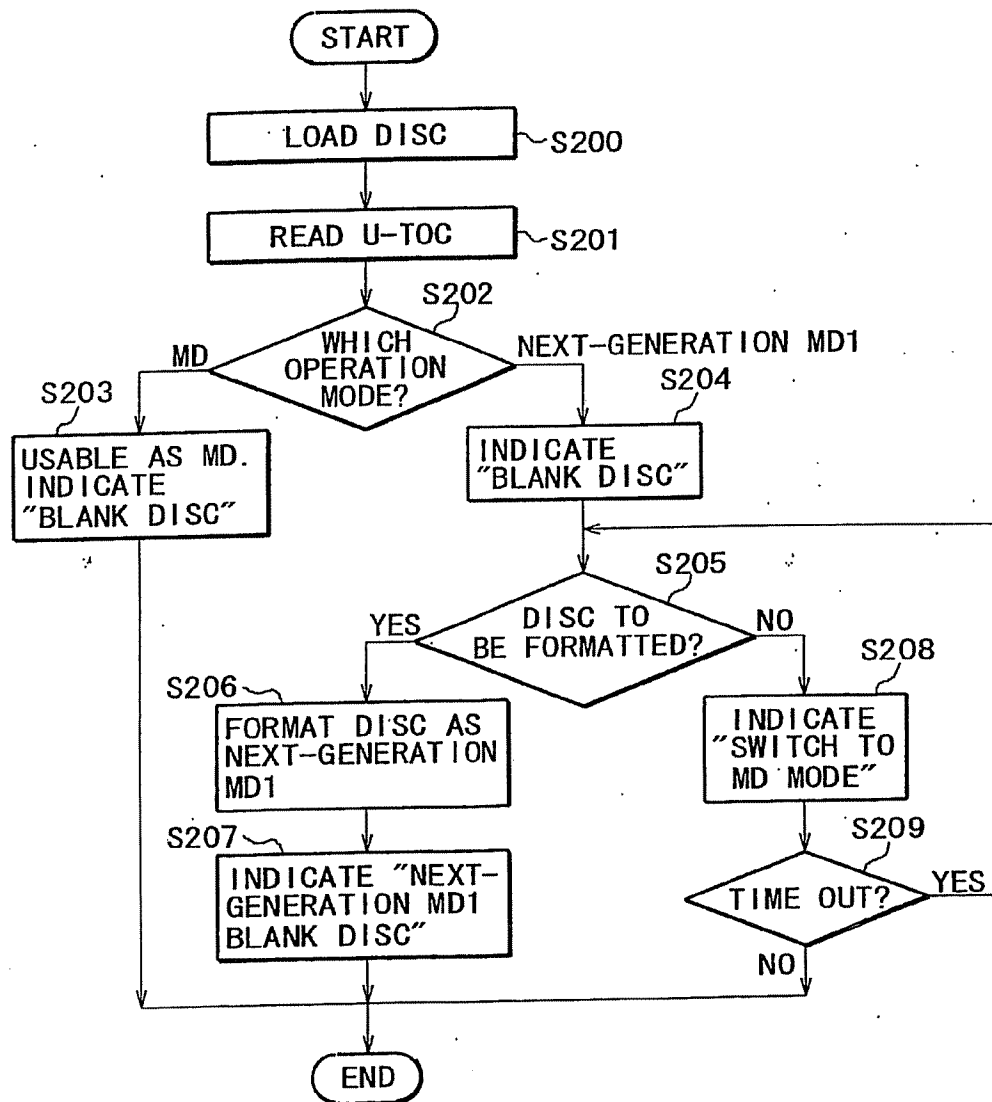 START
LOAD DISC
S200
READ U-TOC
S201
S202
WHICH
OPERATION
MODE?
MD
NEXT-GENERATION MD1
S203
USABLE AS MD.
INDICATE
"BLANK DISC"
S204
INDICATE
"BLANK DISC"
S205
DISC TO
BE FORMATTED?
YES
NO
S206
FORMAT DISC AS
NEXT-GENERATION
MD1
S208
INDICATE
"SWITCH TO
MD MODE"
S207
INDICATE "NEXT-
GENERATION MD1
BLANK DISC"
S209
TIME OUT?
YES
NO
END